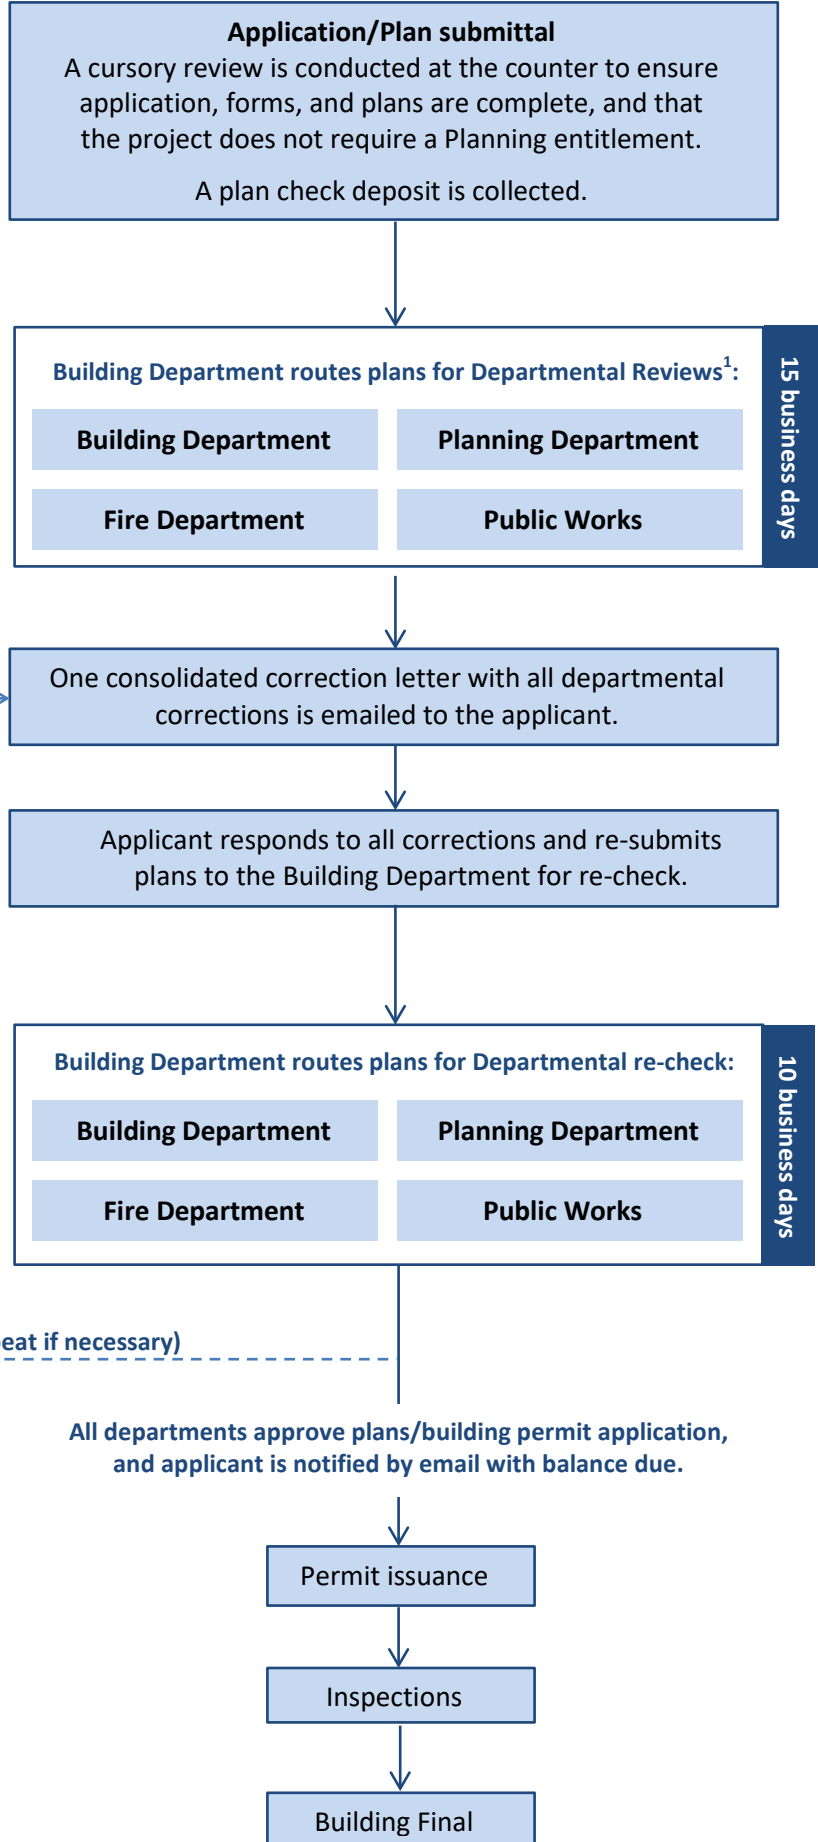 Application/Plan submittal
A cursory review is conducted at the counter to ensure
application, forms, and plans are complete, and that
the project does not require a Planning entitlement.
A plan check deposit is collected.
Building Department routes plans for Departmental Reviews¹:
15 business days
Building Department
Planning Department
Fire Department
Public Works
One consolidated correction letter with all departmental
corrections is emailed to the applicant.
Applicant responds to all corrections and re-submits
plans to the Building Department for re-check.
Building Department routes plans for Departmental re-check:
10 business days
Building Department
Planning Department
Fire Department
Public Works
eat if necessary)
All departments approve plans/building permit application,
and applicant is notified by email with balance due.
Permit issuance
Inspections
Building Final